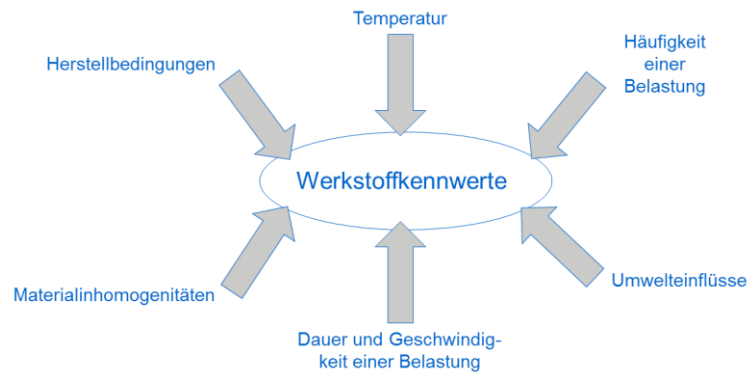 Temperatur
Herstellbedingungen
Häufigkeit
einer
Belastung
Werkstoffkennwerte
Materialinhomogenitäten
Umwelteinflüsse
Dauer und Geschwindig-
keit einer Belastung